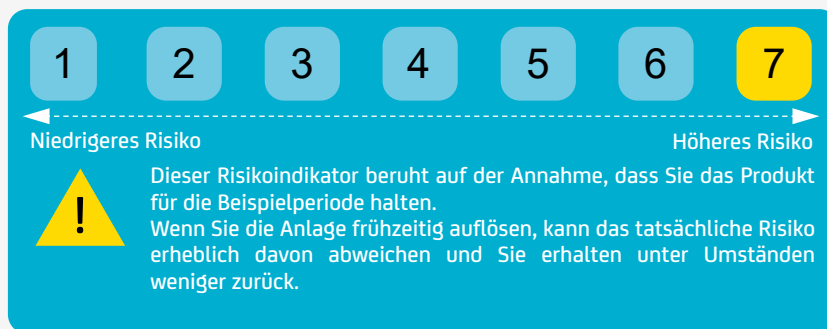 1 2 3 4 5 6 7
Niedrigeres Risiko Höheres Risiko
Dieser Risikoindikator beruht auf der Annahme, dass Sie das Produkt
für die Beispielperiode halten.
!
Wenn Sie die Anlage frühzeitig auflösen, kann das tatsächliche Risiko
erheblich davon abweichen und Sie erhalten unter Umständen
weniger zurück.